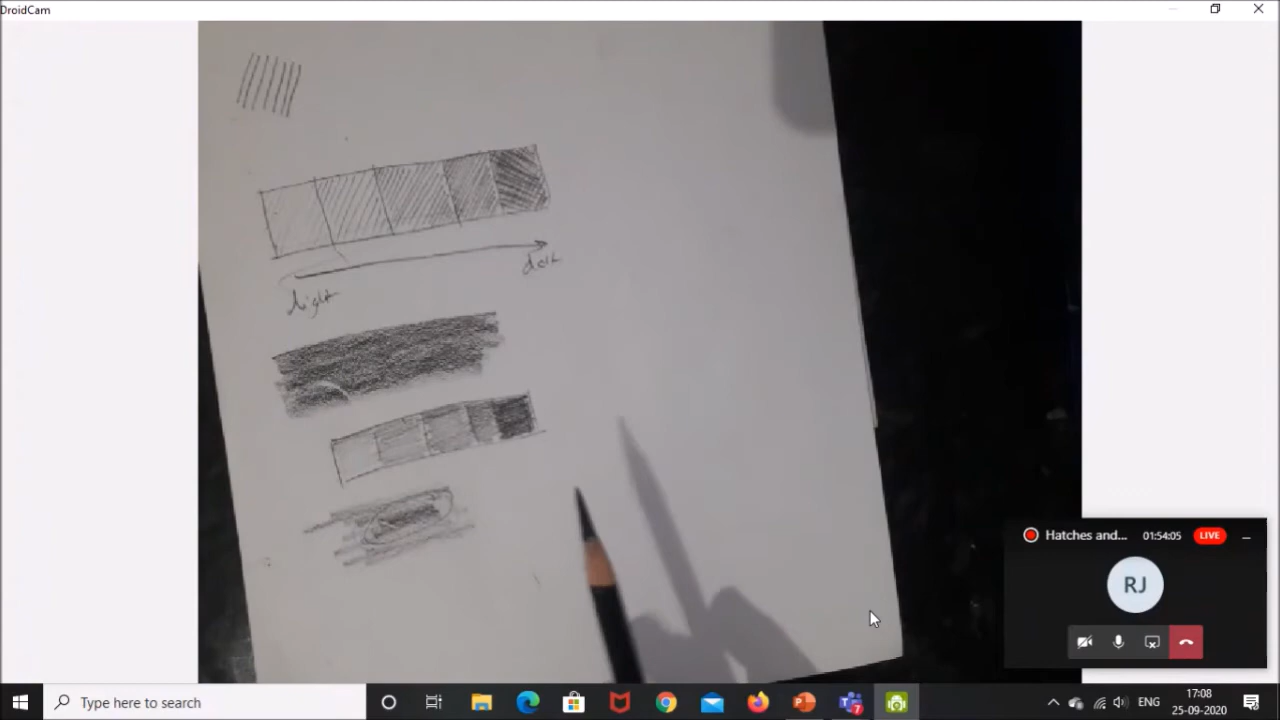 DroidCam
light
dark
Hatches and...
01:54:05
LIVE
RJ
Type here to search
7
ENG
17:08
25-09-2020